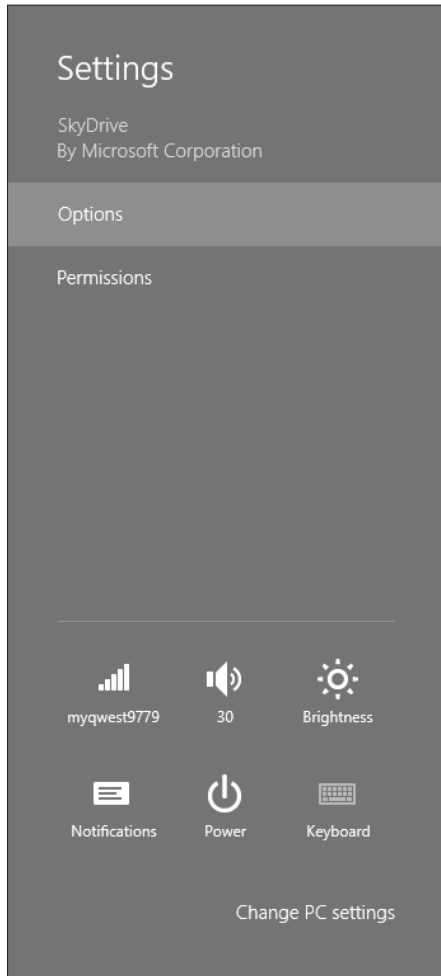 Settings
SkyDrive
By Microsoft Corporation
Options
Permissions
myqwest9779
30
Brightness
Notifications
Power
Keyboard
Change PC settings